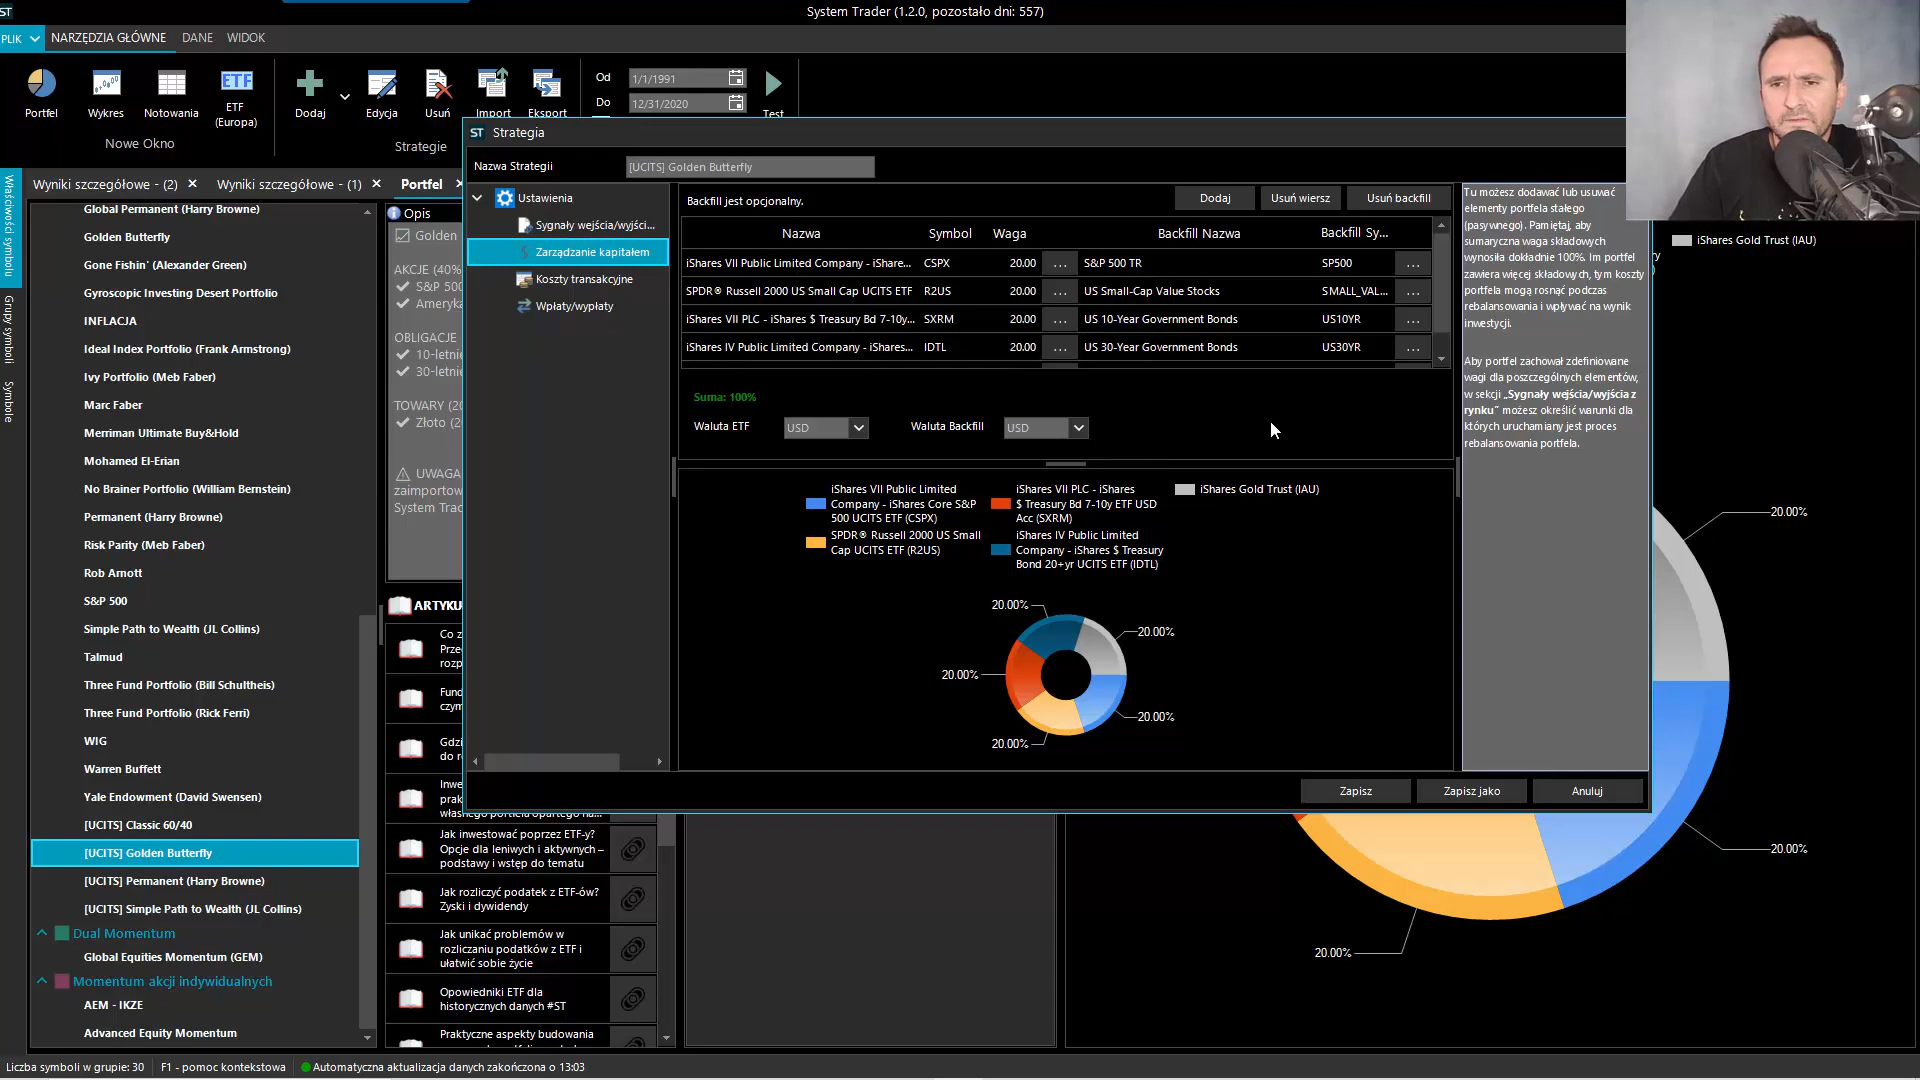 ST
System Trader (1.2.0, pozostało dni: 557)
PLIK
NARZĘDZIA GŁÓWNE
DANE
WIDOK
Portfel
Wykres
Notowania
ETF
ETF
(Europa)
Nowe Okno
Dodaj
Edycja
Usuń
Import
Eksport
Strategie
Od
1/1/1991
Do
12/31/2020
Test
Właściwości symbolu
Grupy symboli
Symbole
Wyniki szczegółowe - (2)
Wyniki szczegółowe - (1)
Portfel
Global Permanent (Harry Browne)
Golden Butterfly
Gone Fishin' (Alexander Green)
Gyroscopic Investing Desert Portfolio
INFLACJA
Ideal Index Portfolio (Frank Armstrong)
Ivy Portfolio (Meb Faber)
Marc Faber
Merriman Ultimate Buy&Hold
Mohamed El-Erian
No Brainer Portfolio (William Bernstein)
Permanent (Harry Browne)
Risk Parity (Meb Faber)
Rob Arnott
S&P 500
Simple Path to Wealth (JL Collins)
Talmud
Three Fund Portfolio (Bill Schultheis)
Three Fund Portfolio (Rick Ferri)
WIG
Warren Buffett
Yale Endowment (David Swensen)
[UCITS] Classic 60/40
[UCITS] Golden Butterfly
[UCITS] Permanent (Harry Browne)
[UCITS] Simple Path to Wealth (JL Collins)
Dual Momentum
Global Equities Momentum (GEM)
Momentum akcji indywidualnych
AEM - IKZE
Advanced Equity Momentum
Opis
Golden
AKCJE (40%
S&P 500
Ameryka
OBLIGACJE
10-letnie
30-letnie
TOWARY (20
Złoto (2
UWAGA
zaimportow
System Trac
ARTYKU
Co z
Prze
rozp
Fund
czym
Gdzi
do r
Inwe
prak
własnego portfela opartego na...
Jak inwestować poprzez ETF-y?
Opcje dla leniwych i aktywnych –
podstawy i wstęp do tematu
Jak rozliczyć podatek z ETF-ów?
Zyski i dywidendy
Jak unikać problemów w
rozliczaniu podatków z ETF i
ułatwić sobie życie
Opowiedniki ETF dla
historycznych danych #ST
Praktyczne aspekty budowania
ST Strategia
Nazwa Strategii
[UCITS] Golden Butterfly
Ustawienia
Sygnały wejścia/wyjści...
Zarządzanie kapitałem
Koszty transakcyjne
Wpłaty/wypłaty
Backfill jest opcjonalny.
Dodaj
Usuń wiersz
Usuń backfill
Nazwa Symbol Waga Backfill Nazwa Backfill Sy...
iShares VII Public Limited Company - iShare... CSPX 20.00 ... S&P 500 TR SP500 ...
SPDR® Russell 2000 US Small Cap UCITS ETF R2US 20.00 ... US Small-Cap Value Stocks SMALL_VAL... ...
iShares VII PLC - iShares $ Treasury Bd 7-10y... SXRM 20.00 ... US 10-Year Government Bonds US10YR ...
iShares IV Public Limited Company - iShares... IDTL 20.00 ... US 30-Year Government Bonds US30YR ...
Suma: 100%
Waluta ETF
USD
Waluta Backfill
USD
iShares VII Public Limited
Company - iShares Core S&P
500 UCITS ETF (CSPX)
SPDR® Russell 2000 US Small
Cap UCITS ETF (R2US)
iShares VII PLC - iShares
$ Treasury Bd 7-10y ETF USD
Acc (SXRM)
iShares IV Public Limited
Company - iShares $ Treasury
Bond 20+yr UCITS ETF (IDTL)
iShares Gold Trust (IAU)
20.00%
20.00%
20.00%
20.00%
20.00%
Tu możesz dodawać lub usuwać
elementy portfela stałego
(pasywnego). Pamiętaj, aby
sumaryczna waga składowych
wynosiła dokładnie 100%. Im portfel
zawiera więcej składowych, tym koszty
portfela mogą rosnąć podczas
rebalansowania i wpływać na wynik
inwestycji.
Aby portfel zachował zdefiniowane
wagi dla poszczególnych elementów,
w sekcji „Sygnały wejścia/wyjścia z
rynku" możesz określić warunki dla
których uruchamiany jest proces
rebalansowania portfela.
Zapisz
Zapisz jako
Anuluj
iShares Gold Trust (IAU)
20.00%
20.00%
20.00%
Liczba symboli w grupie: 30
F1 - pomoc kontekstowa
Automatyczna aktualizacja danych zakończona o 13:03